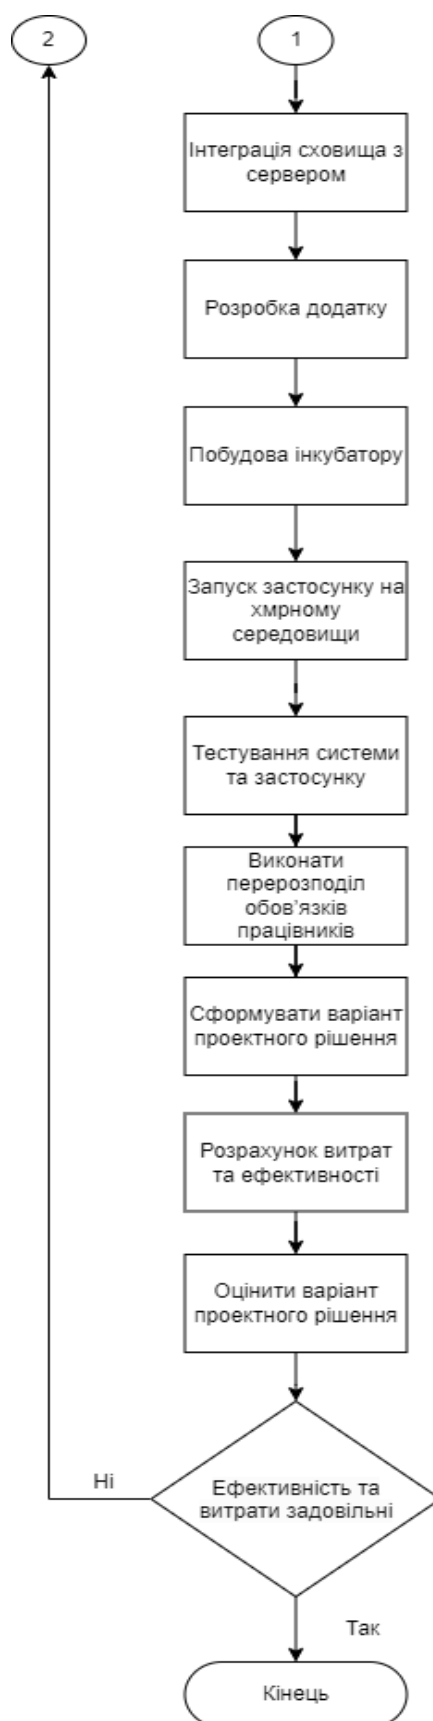 2
1
Інтеграція сховища з
сервером
Розробка додатку
Побудова інкубатору
Запуск застосунку на
хмрному
середовищи
Тестування системи
та застосунку
Виконати
перерозподіл
обов'язків
працівників
Сформувати варіант
проектного рішення
Розрахунок витрат
та ефективності
Оцінити варіант
проектного рішення
Ефективність та
витрати задовільні
Ні
Так
Кінець